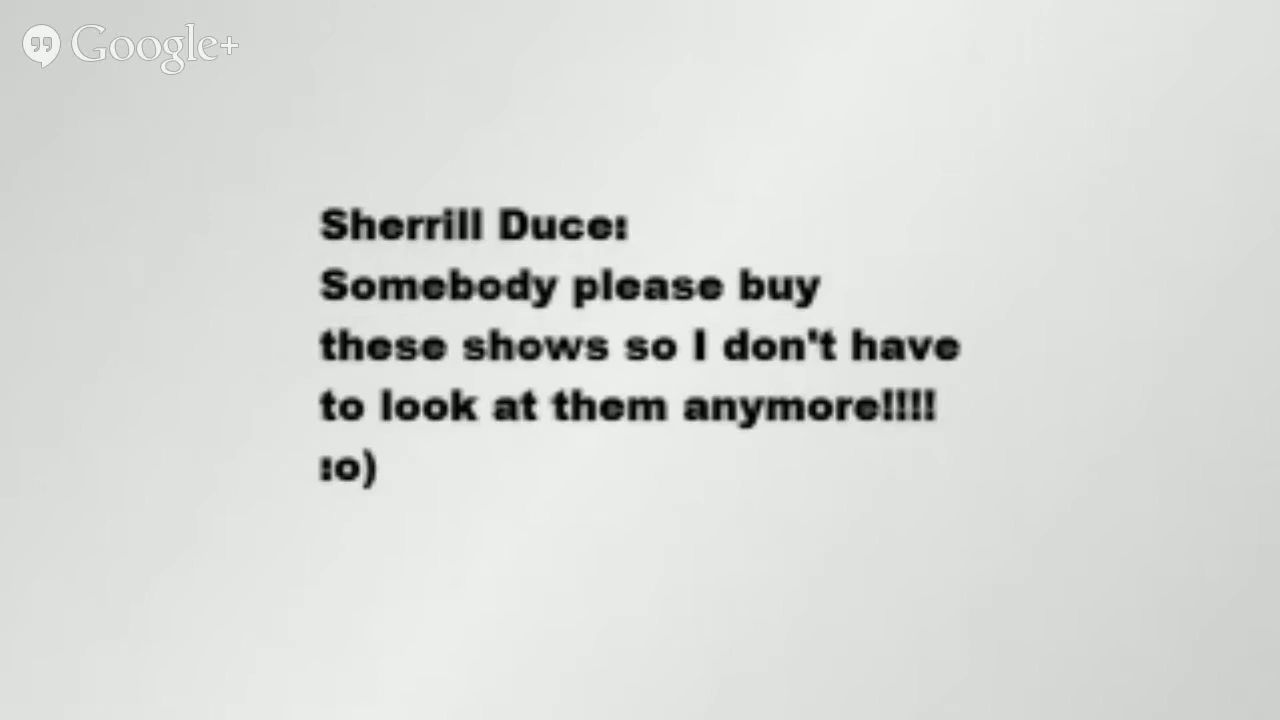 Google+
Sherrill Duce:
Somebody please buy
these shows so I don't have
to look at them anymore!!!!
:o)